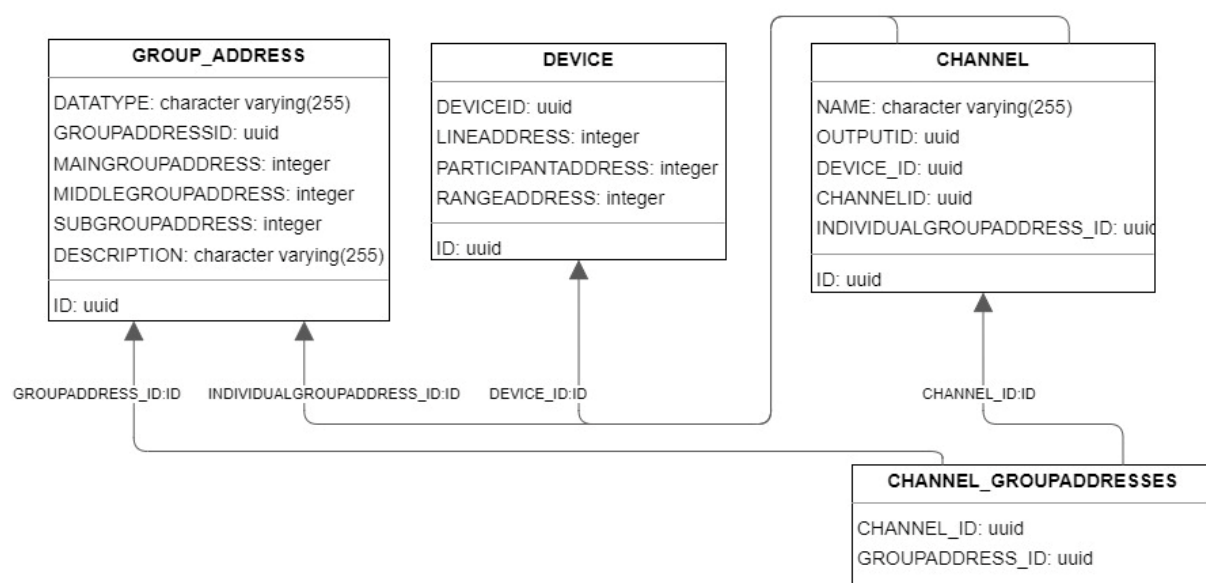 GROUP_ADDRESS
DATATYPE: character varying(255)
GROUPADDRESSID: uuid
MAINGROUPADDRESS: integer
MIDDLEGROUPADDRESS: integer
SUBGROUPADDRESS: integer
DESCRIPTION: character varying(255)
ID: uuid
DEVICE
DEVICEID: uuid
LINEADDRESS: integer
PARTICIPANTADDRESS: integer
RANGEADDRESS: integer
ID: uuid
CHANNEL
NAME: character varying(255)
OUTPUTID: uuid
DEVICE_ID: uuid
CHANNELID: uuid
INDIVIDUALGROUPADDRESS_ID: uuid
ID: uuid
GROUPADDRESS_ID:ID
INDIVIDUALGROUPADDRESS_ID:ID
DEVICE_ID:ID
CHANNEL_ID:ID
CHANNEL_GROUPADDRESSES
CHANNEL_ID: uuid
GROUPADDRESS_ID: uuid